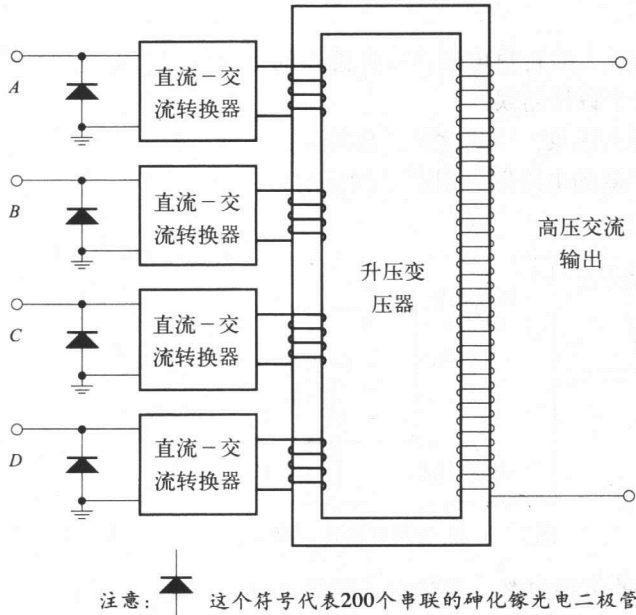 A
直流－交
流转换器
B
直流－交
流转换器
C
直流－交
流转换器
D
直流－交
流转换器
升压变
压器
高压交流
输出
注意：这个符号代表200个串联的砷化镓光电二极管